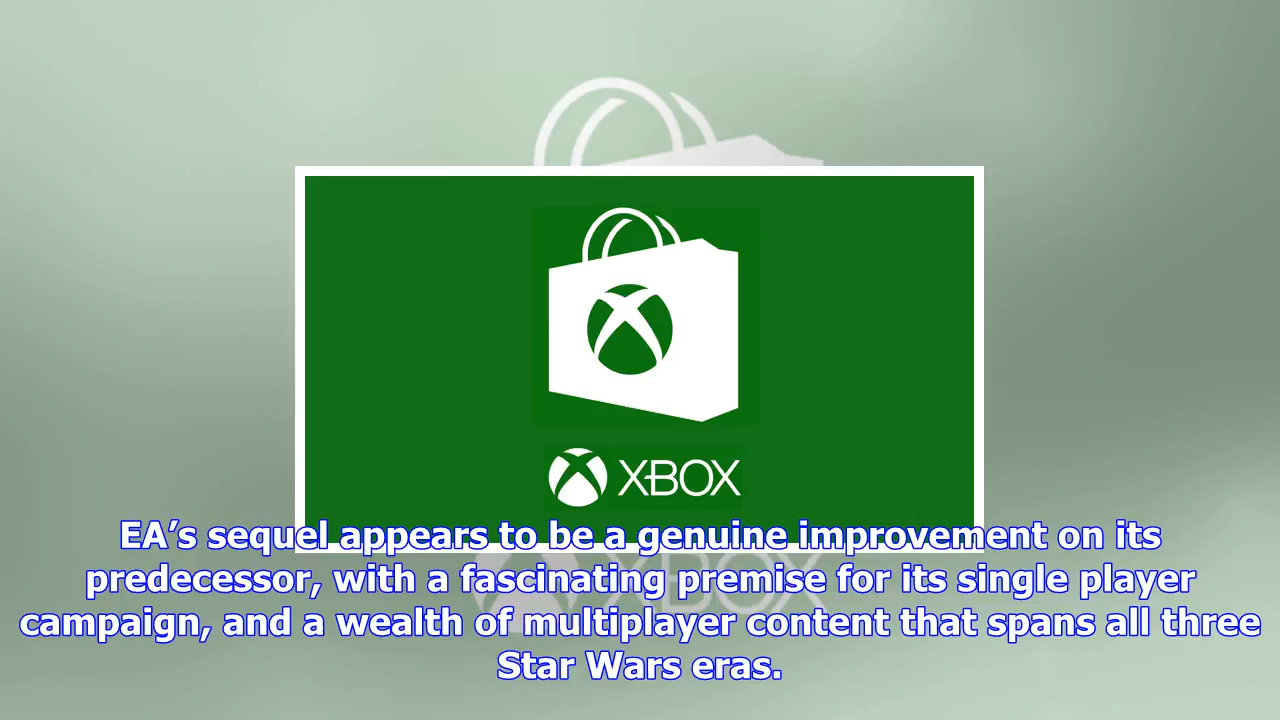 XBOX
EA’s sequel appears to be a genuine improvement on its
predecessor, with a fascinating premise for its single player
campaign, and a wealth of multiplayer content that spans all three
Star Wars eras.